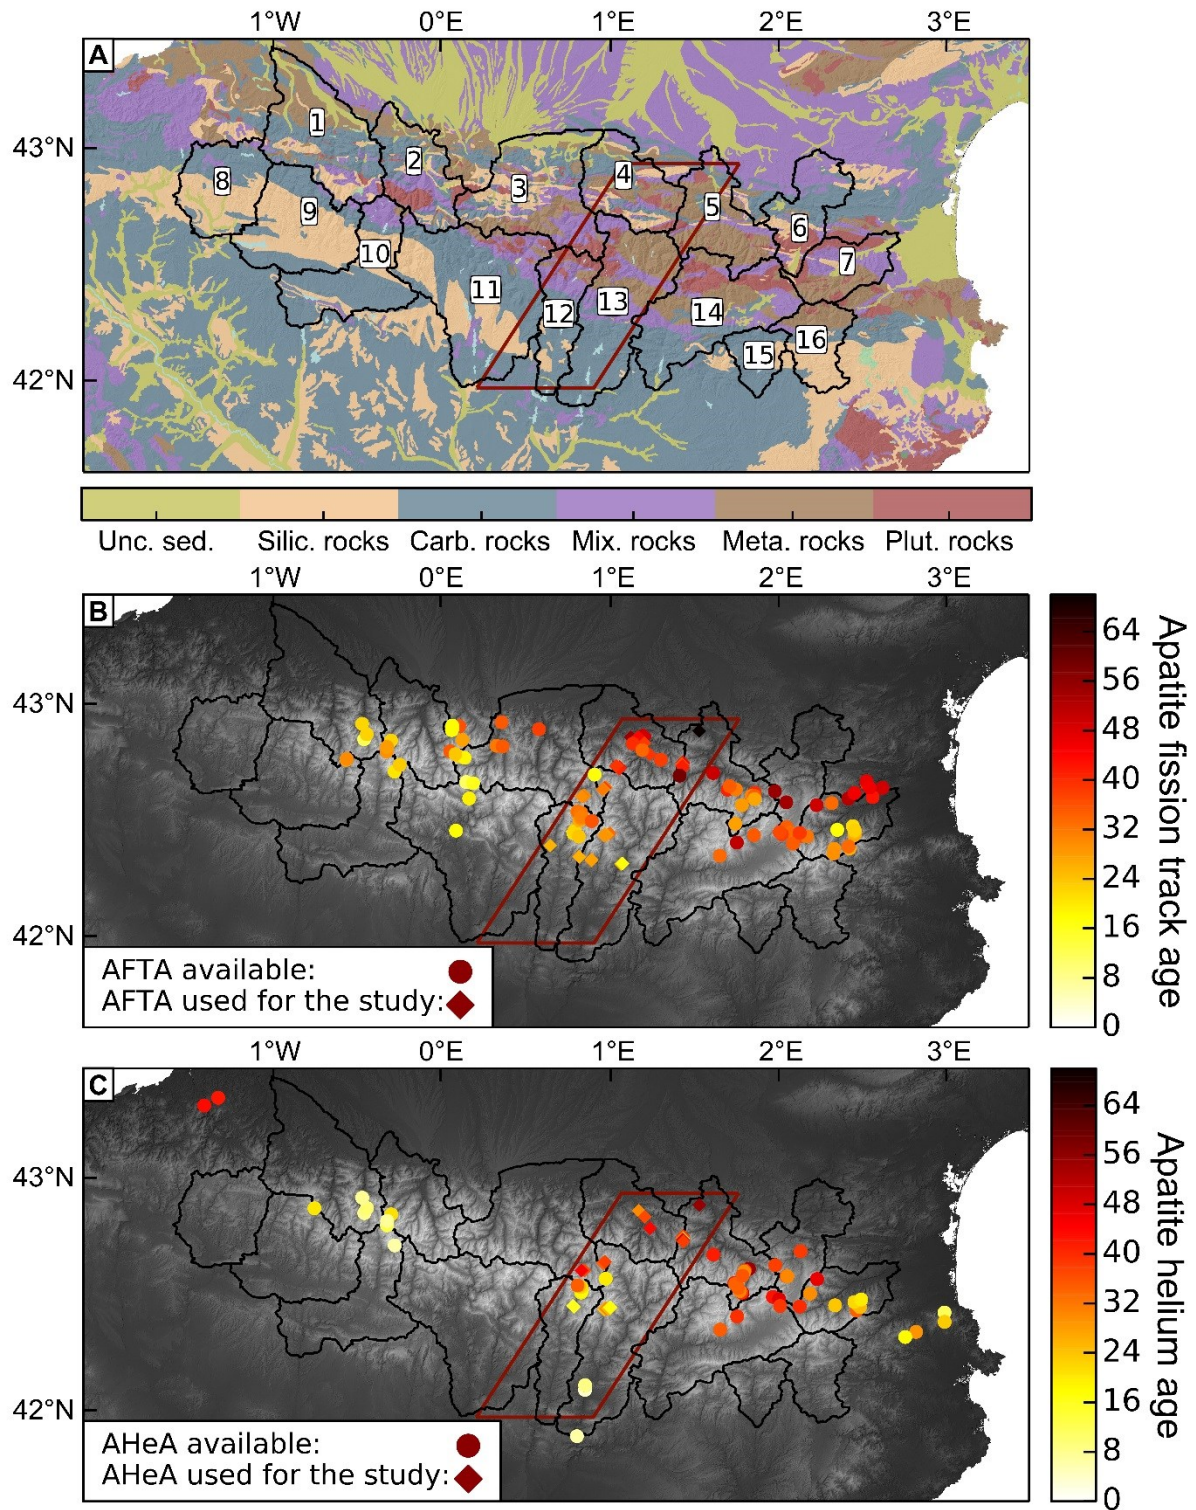 1°W 0°E 1°E 2°E 3°E
A
43°N
42°N
1
2
3
4
5
6
7
8
9
10
11
12
13
14
15
16
Unc. sed. Silic. rocks Carb. rocks Mix. rocks Meta. rocks Plut. rocks
1°W 0°E 1°E 2°E 3°E
B
43°N
42°N
AFTA available:
AFTA used for the study:
64
56
48
40
32
24
16
8
0
Apatite fission track age
1°W 0°E 1°E 2°E 3°E
C
43°N
42°N
AHeA available:
AHeA used for the study:
64
56
48
40
32
24
16
8
0
Apatite helium age